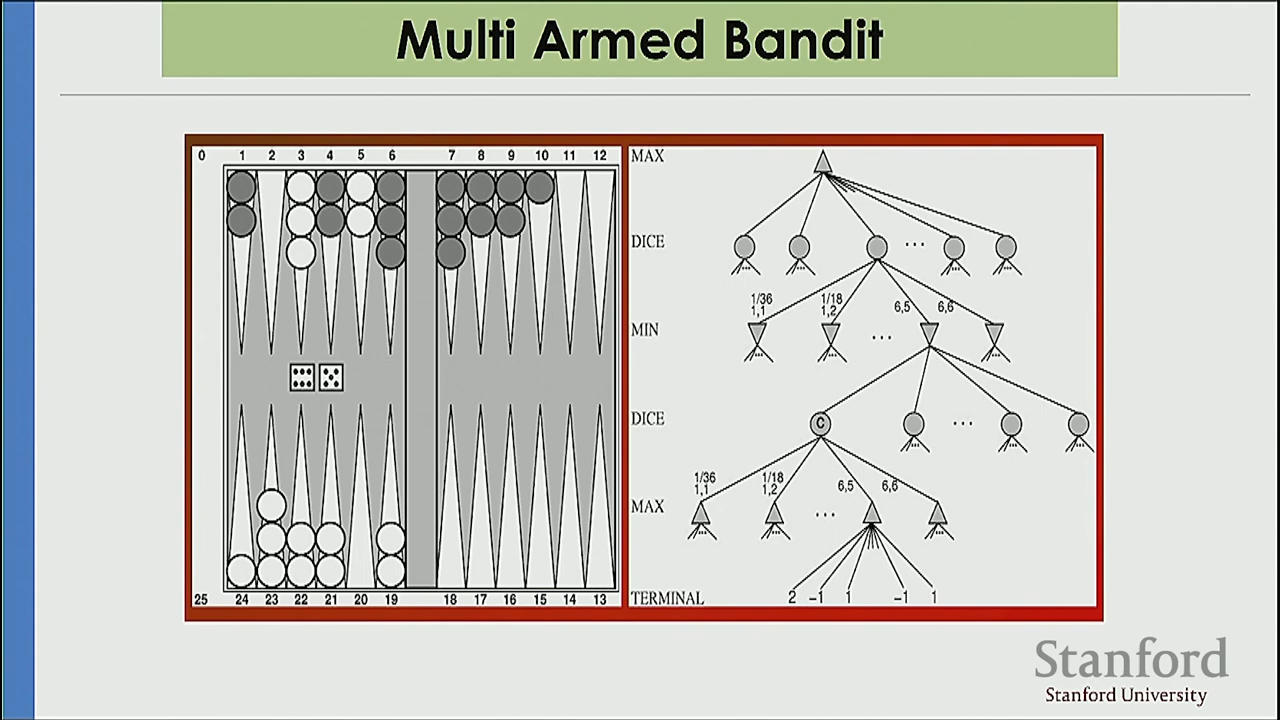 Multi Armed Bandit
0 1 2 3 4 5 6 7 8 9 10 11 12
25 24 23 22 21 20 19 18 17 16 15 14 13
MAX
DICE
...
1/36 1/18
1,1 1,2 6,5 6,6
MIN
...
DICE
C ...
1/36 1/18
1,1 1,2 6,5 6,6
MAX
...
TERMINAL 2 −1 1 −1 1
Stanford
Stanford University